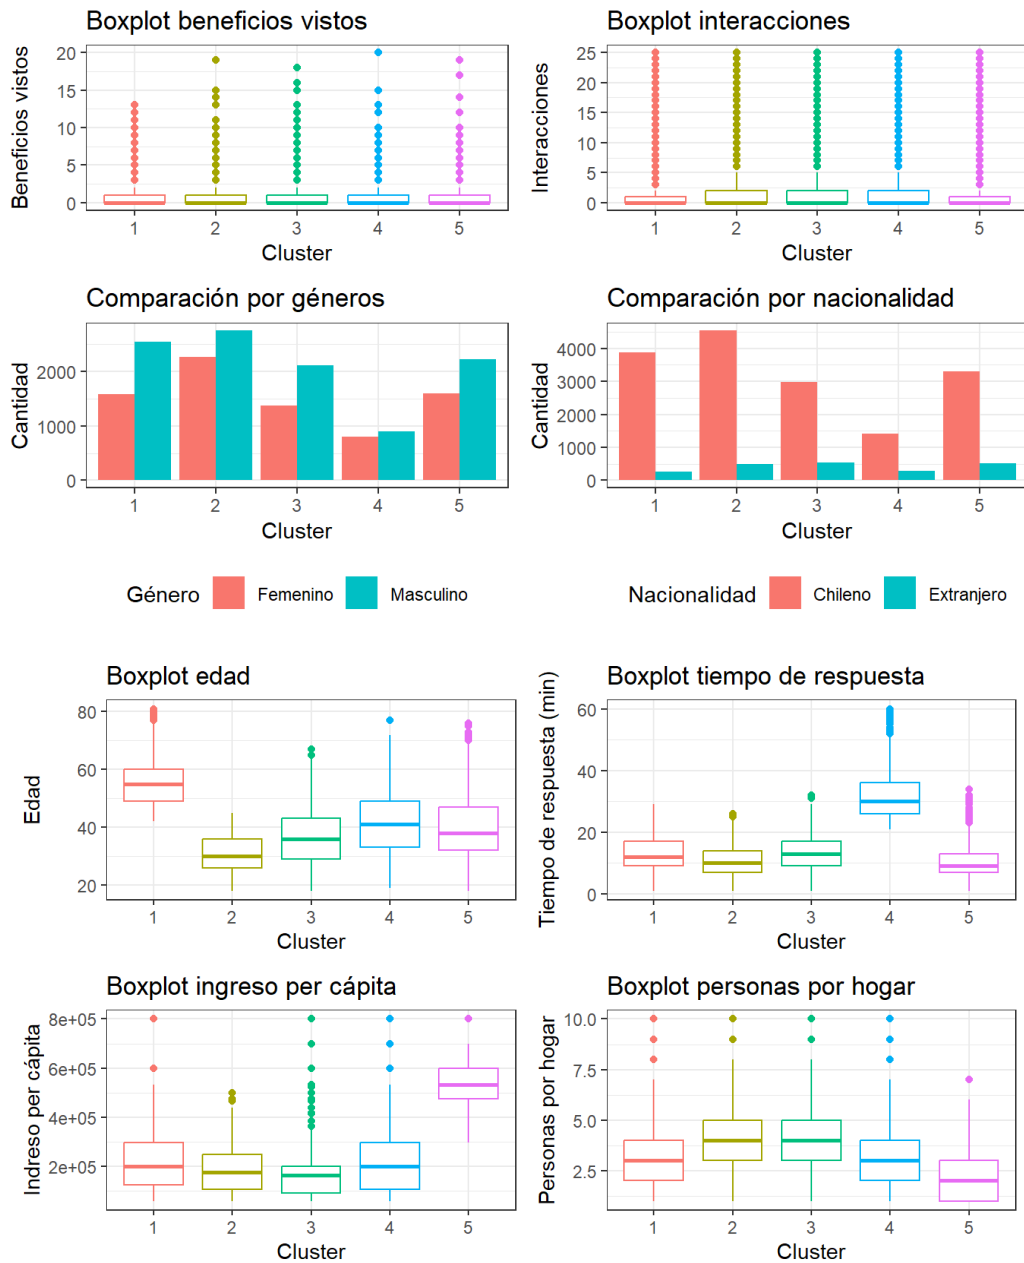 Boxplot beneficios vistos
Beneficios vistos
20
15
10
5
0
1 2 3 4 5
Cluster
Boxplot interacciones
Interacciones
25
20
15
10
5
0
1 2 3 4 5
Cluster
Comparación por géneros
Cantidad
2000
1000
0
1 2 3 4 5
Cluster
Género Femenino Masculino
Comparación por nacionalidad
Cantidad
4000
3000
2000
1000
0
1 2 3 4 5
Cluster
Nacionalidad Chileno Extranjero
Boxplot edad
Edad
80
60
40
20
1 2 3 4 5
Cluster
Boxplot tiempo de respuesta
Tiempo de respuesta (min)
60
40
20
0
1 2 3 4 5
Cluster
Boxplot ingreso per cápita
Indreso per cápita
8e+05
6e+05
4e+05
2e+05
1 2 3 4 5
Cluster
Boxplot personas por hogar
Personas por hogar
10.0
7.5
5.0
2.5
1 2 3 4 5
Cluster